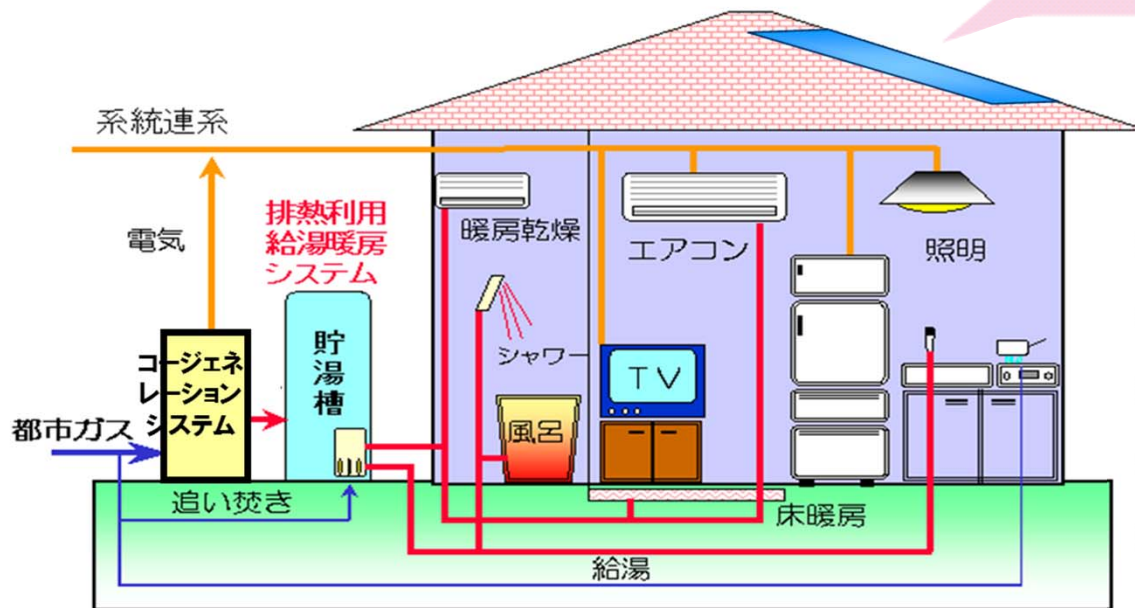 系統連系
電気
排熱利用
給湯暖房
システム
暖房乾燥
エアコン
照明
コージェネ
レーション
システム
貯湯槽
シャワー
TV
風呂
都市ガス
追い焚き
床暖房
給湯